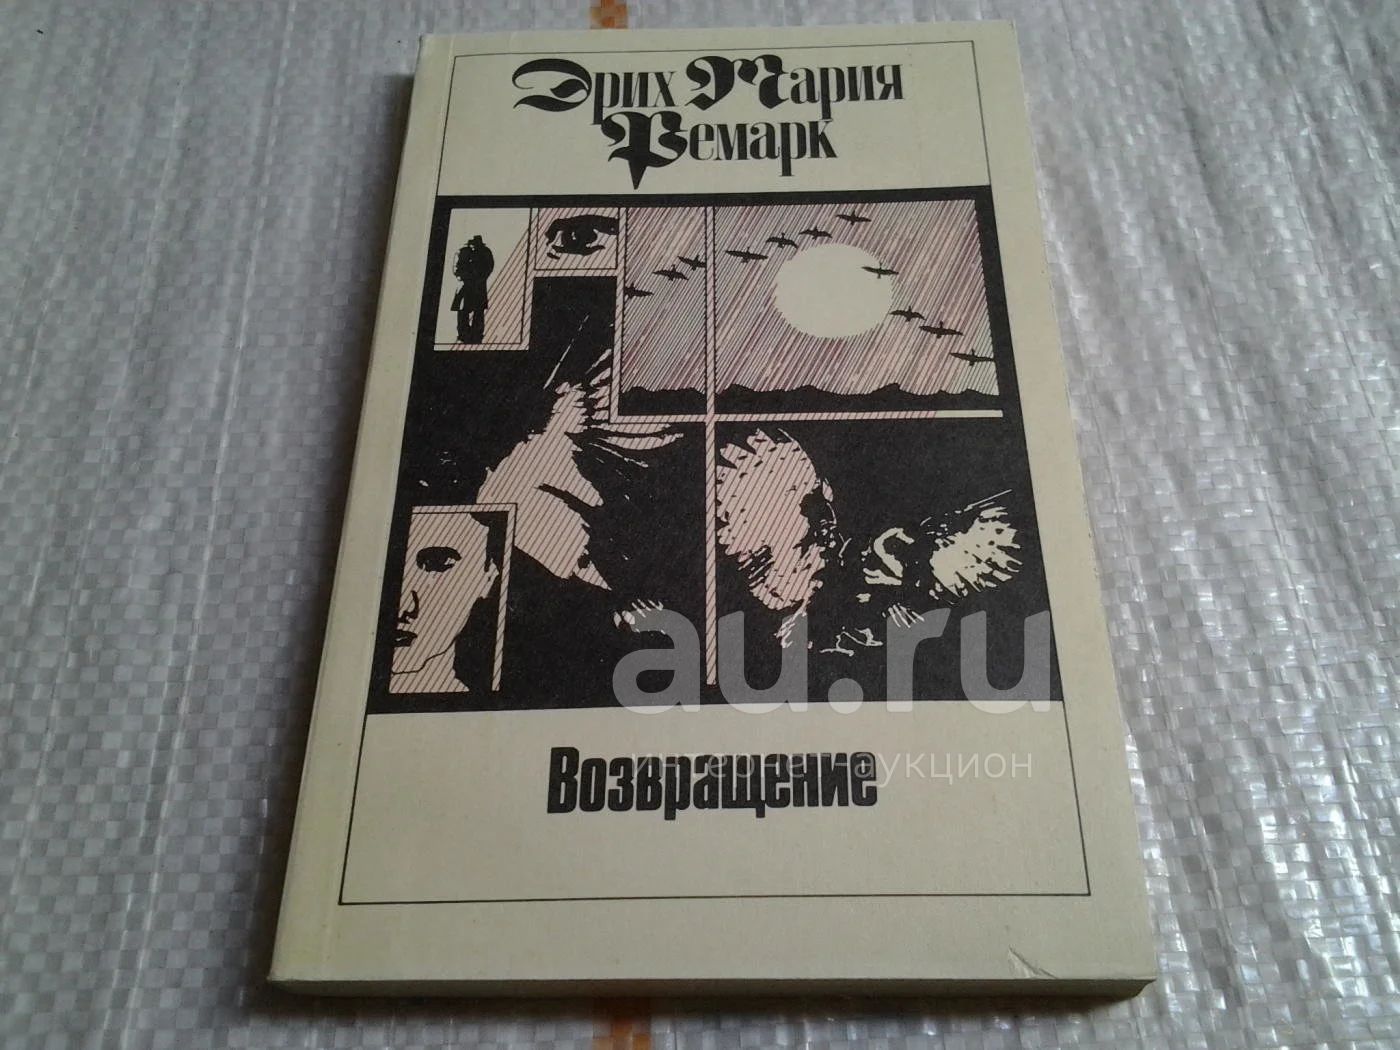 Эрих Мария
Ремарк
au.ru
Возвращение
интернет-аукцион